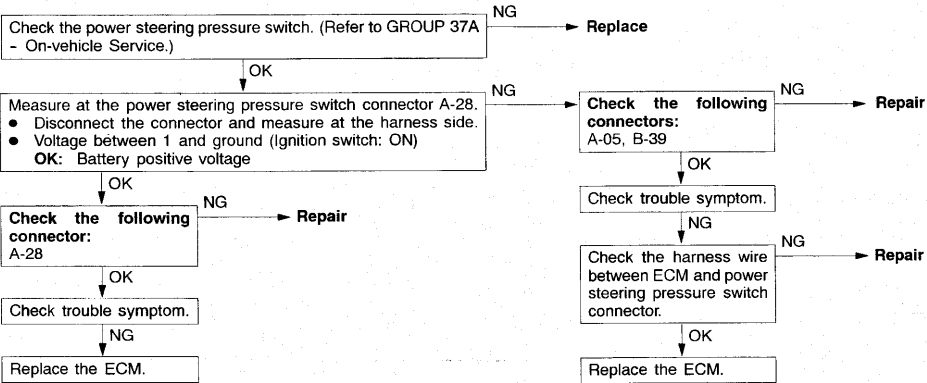 Check the power steering pressure switch. (Refer to GROUP 37A
– On-vehicle Service.)
NG
Replace
OK
Measure at the power steering pressure switch connector A-28.
● Disconnect the connector and measure at the harness side.
● Voltage between 1 and ground (Ignition switch: ON)
OK: Battery positive voltage
NG
Check the following
connectors:
A-05, B-39
NG
Repair
OK
Check trouble symptom.
NG
Check the harness wire
between ECM and power
steering pressure switch
connector.
NG
Repair
OK
Replace the ECM.
OK
Check the following
connector:
A-28
NG
Repair
OK
Check trouble symptom.
NG
Replace the ECM.